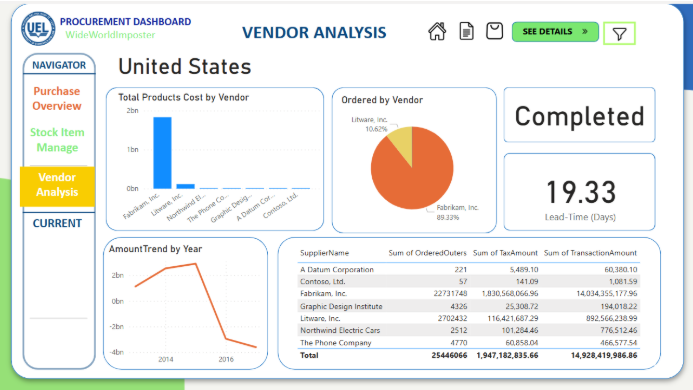 UEL
PROCUREMENT DASHBOARD
WideWorldImposter
VENDOR ANALYSIS
SEE DETAILS »
NAVIGATOR
Purchase
Overview
Stock Item
Manage
Vendor
Analysis
CURRENT
United States
Total Products Cost by Vendor
2bn
1bn
0bn
Fabrikam, Inc.
Litware, Inc.
Northwind El...
The Phone Co...
Graphic Desig...
A Datum Cor...
Contoso, Ltd.
Ordered by Vendor
Litware, Inc.
10.62%
Fabrikam, Inc.
89.33%
Completed
19.33
Lead-Time (Days)
AmountTrend by Year
2bn
0bn
-2bn
-4bn
2014 2016
SupplierName Sum of OrderedOuters Sum of TaxAmount Sum of TransactionAmount
A Datum Corporation 221 5,489.10 60,380.10
Contoso, Ltd. 57 141.09 1,081.59
Fabrikam, Inc. 22731748 1,830,568,066.96 14,034,355,177.96
Graphic Design Institute 4326 25,308.72 194,018.22
Litware, Inc. 2702432 116,421,687.29 892,566,238.99
Northwind Electric Cars 2512 101,284.46 776,512.46
The Phone Company 4770 60,858.04 466,577.54
Total 25446066 1,947,182,835.66 14,928,419,986.86